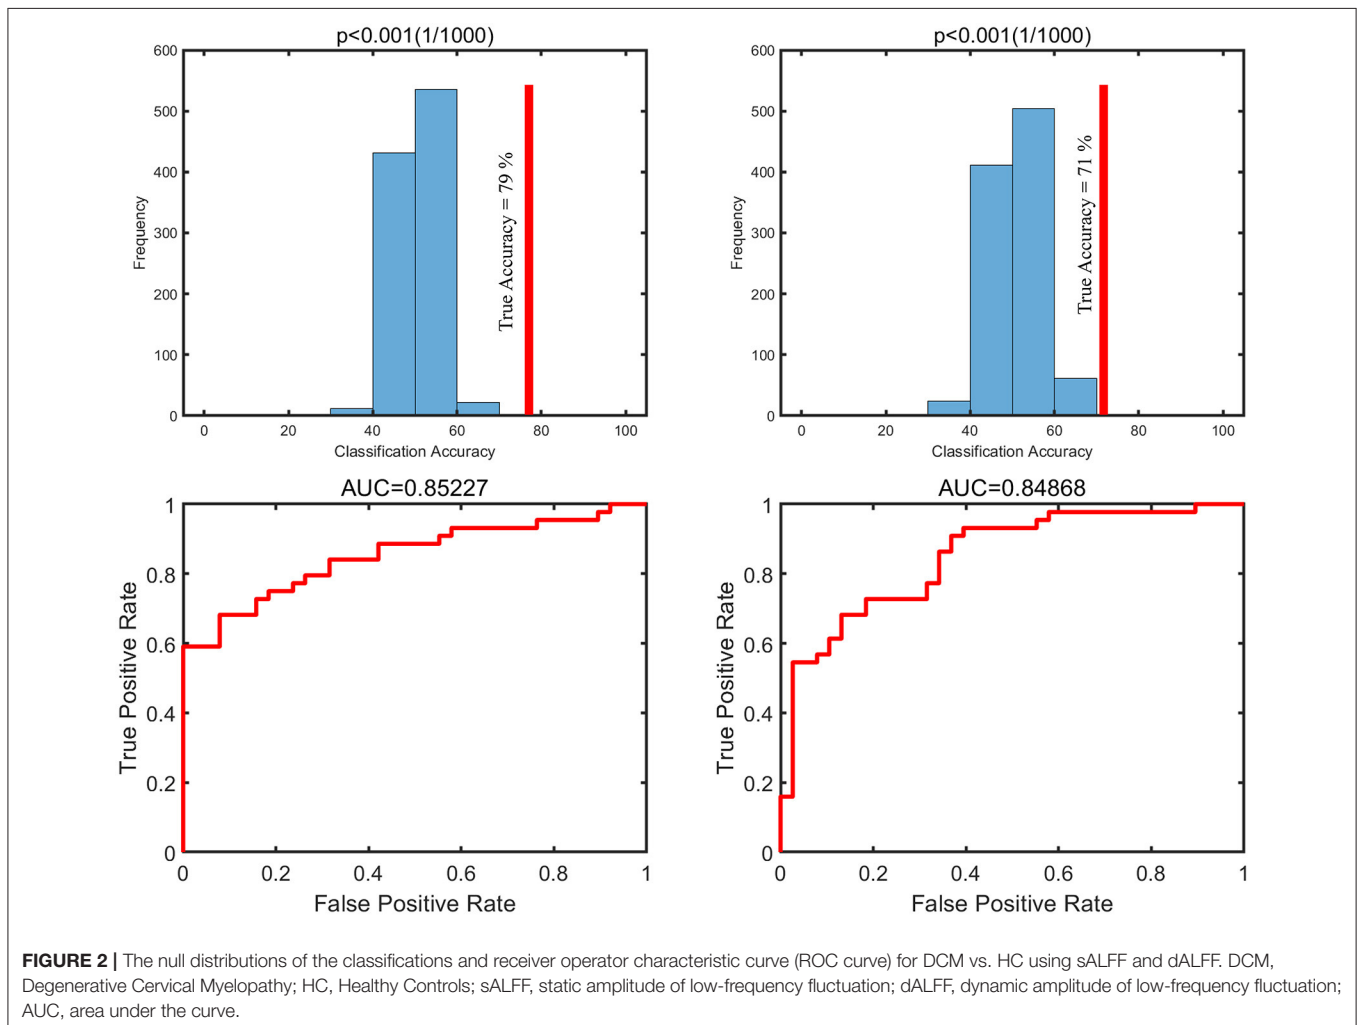 p<0.001(1/1000)
600
500
400
300
200
100
0
Frequency
True Accuracy = 79 %
0 20 40 60 80 100
Classification Accuracy
p<0.001(1/1000)
600
500
400
300
200
100
0
Frequency
True Accuracy = 71 %
0 20 40 60 80 100
Classification Accuracy
AUC=0.85227
1
0.8
0.6
0.4
0.2
0
True Positive Rate
0 0.2 0.4 0.6 0.8 1
False Positive Rate
AUC=0.84868
1
0.8
0.6
0.4
0.2
0
True Positive Rate
0 0.2 0.4 0.6 0.8 1
False Positive Rate
FIGURE 2 | The null distributions of the classifications and receiver operator characteristic curve (ROC curve) for DCM vs. HC using sALFF and dALFF. DCM,
Degenerative Cervical Myelopathy; HC, Healthy Controls; sALFF, static amplitude of low-frequency fluctuation; dALFF, dynamic amplitude of low-frequency fluctuation;
AUC, area under the curve.